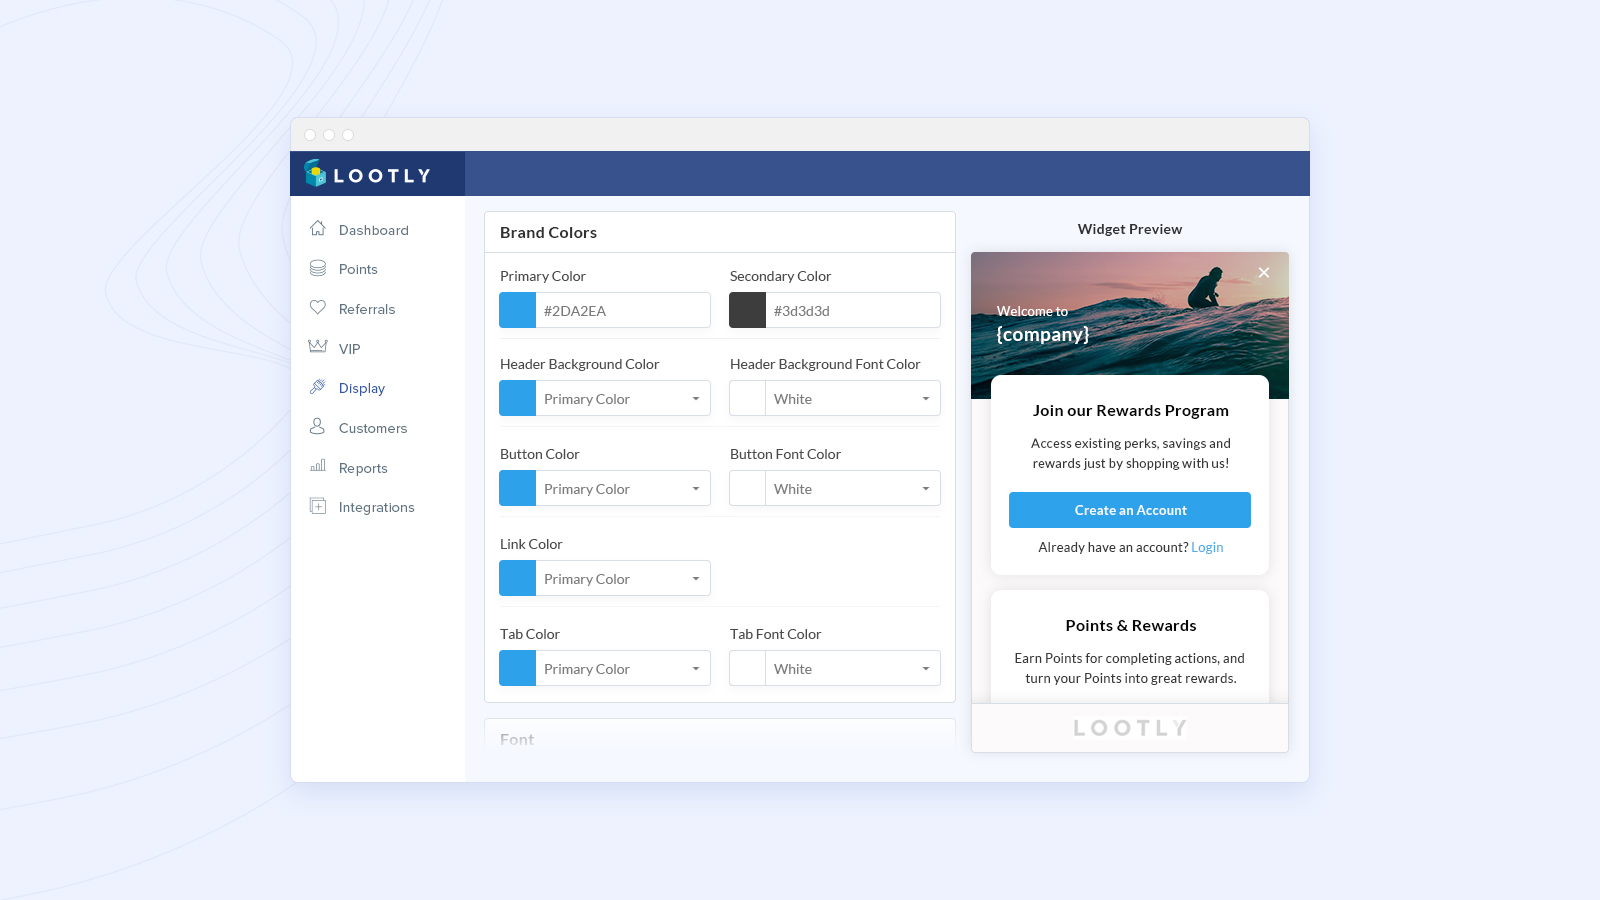 LOOTLY
Dashboard
Points
Referrals
VIP
Display
Customers
Reports
Integrations
Brand Colors
Primary Color
#2DA2EA
Secondary Color
#3d3d3d
Header Background Color
Primary Color
Header Background Font Color
White
Button Color
Primary Color
Button Font Color
White
Link Color
Primary Color
Tab Color
Primary Color
Tab Font Color
White
Font
Widget Preview
Welcome to
{company}
Join our Rewards Program
Access existing perks, savings and
rewards just by shopping with us!
Create an Account
Already have an account? Login
Points & Rewards
Earn Points for completing actions, and
turn your Points into great rewards.
LOOTLY